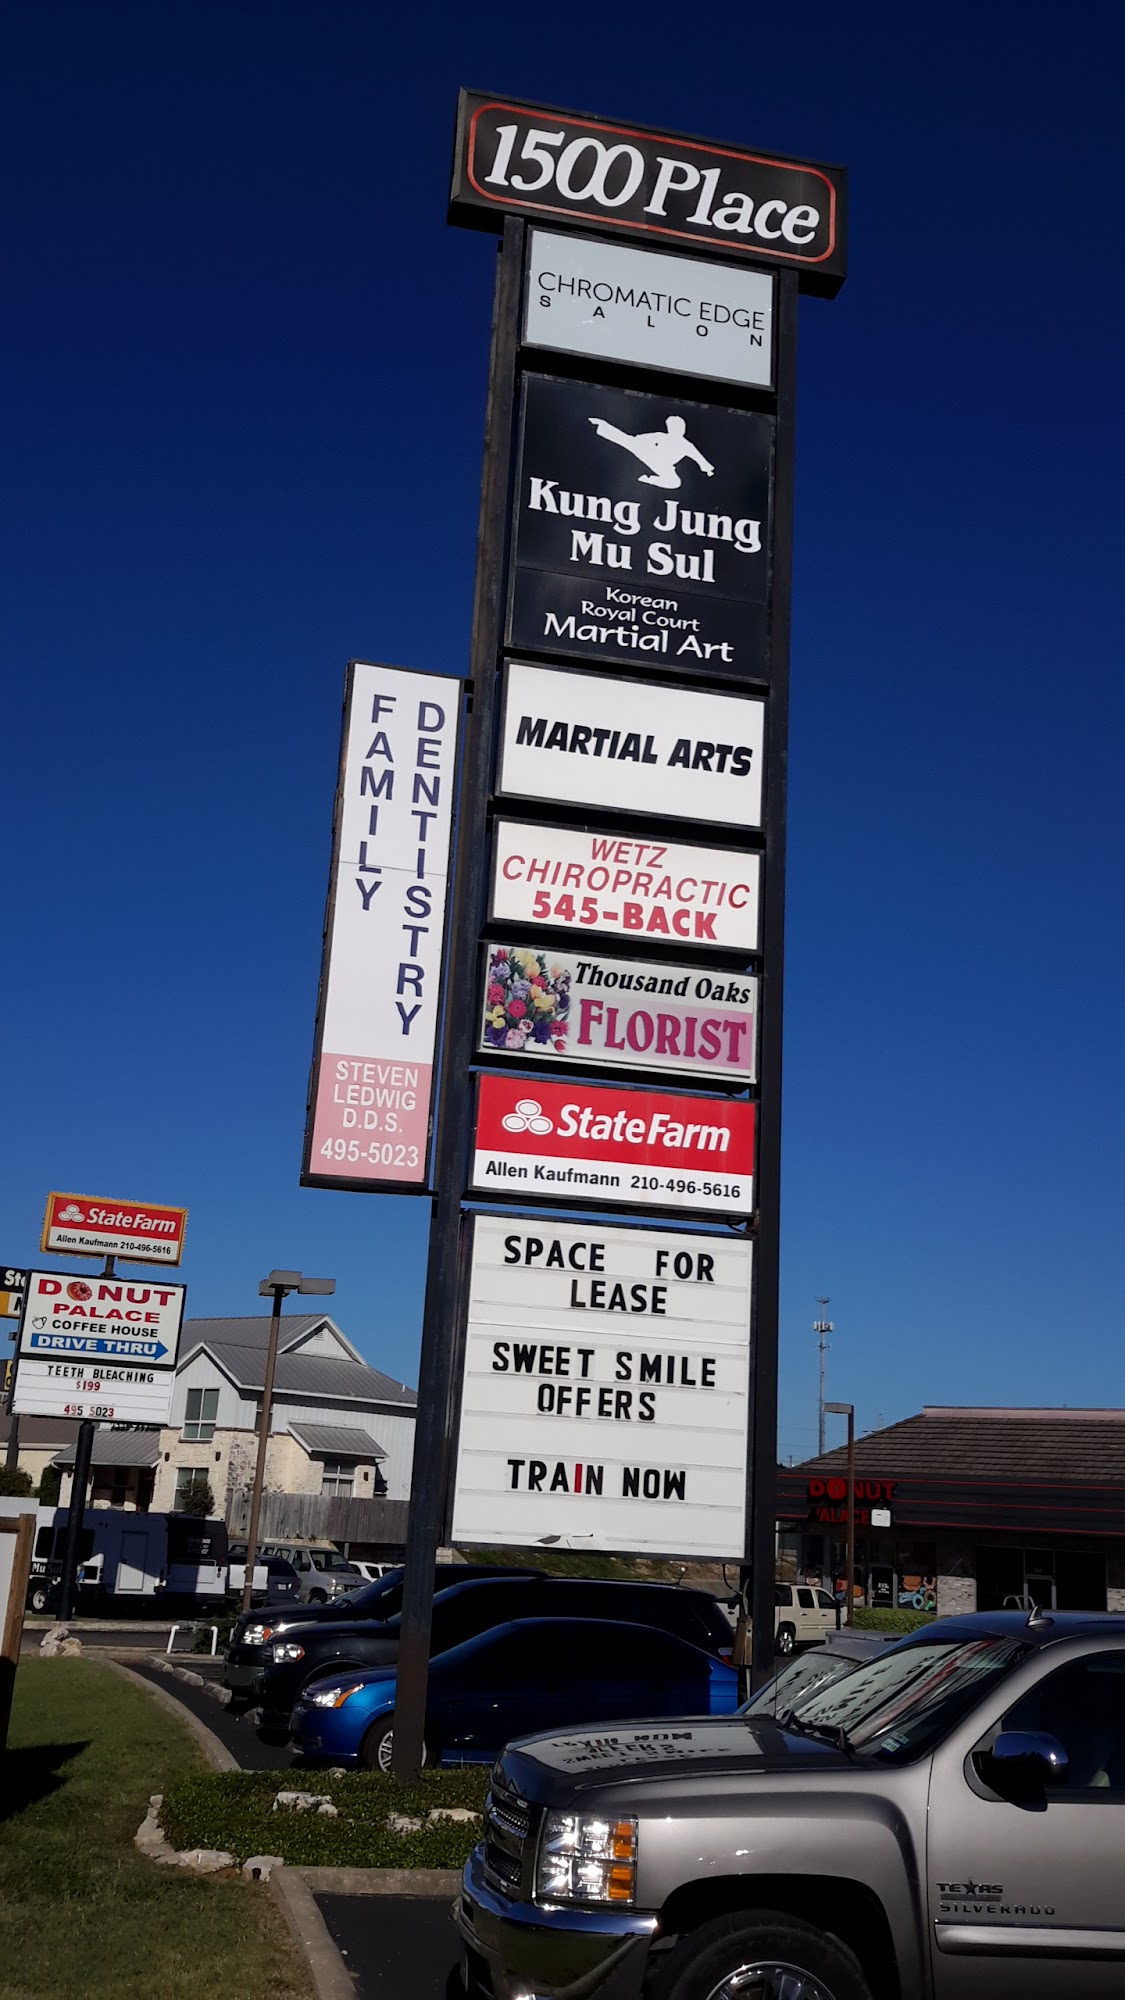 1500 Place
CHROMATIC EDGE
SALON
Kung Jung
Mu Sul
Korean
Royal Court
Martial Art
MARTIAL ARTS
WETZ
CHIROPRACTIC
545-BACK
Thousand Oaks
FLORIST
StateFarm
Allen Kaufmann 210-496-5616
SPACE FOR
LEASE
SWEET SMILE
OFFERS
TRAIN NOW
FAMILY
DENTISTRY
STEVEN
LEDWIG
D.D.S.
495-5023
StateFarm
Allen Kaufmann 210-496-5616
DONUT
PALACE
COFFEE HOUSE
DRIVE THRU
TEETH BLEACHING
$199
495 5023
DONUT
PALACE
Mu Sul
TEXAS
SILVERADO